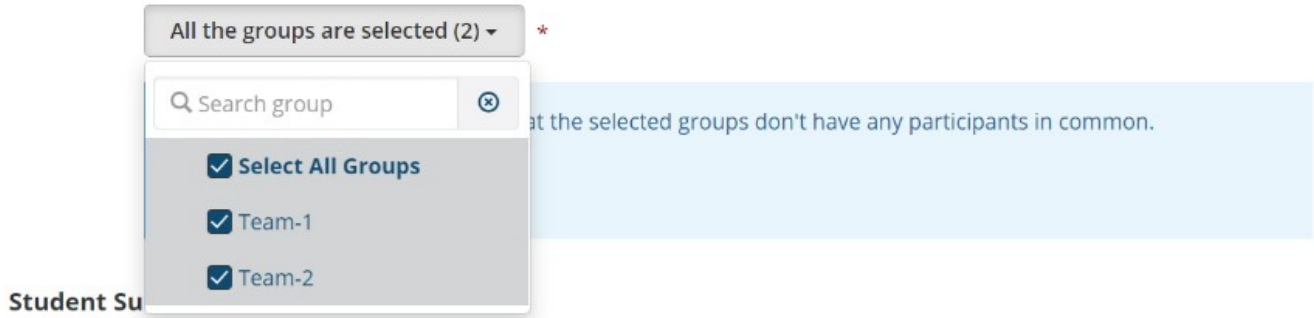 All the groups are selected (2) *
Search group
at the selected groups don't have any participants in common.
Select All Groups
Team-1
Team-2
Student Su